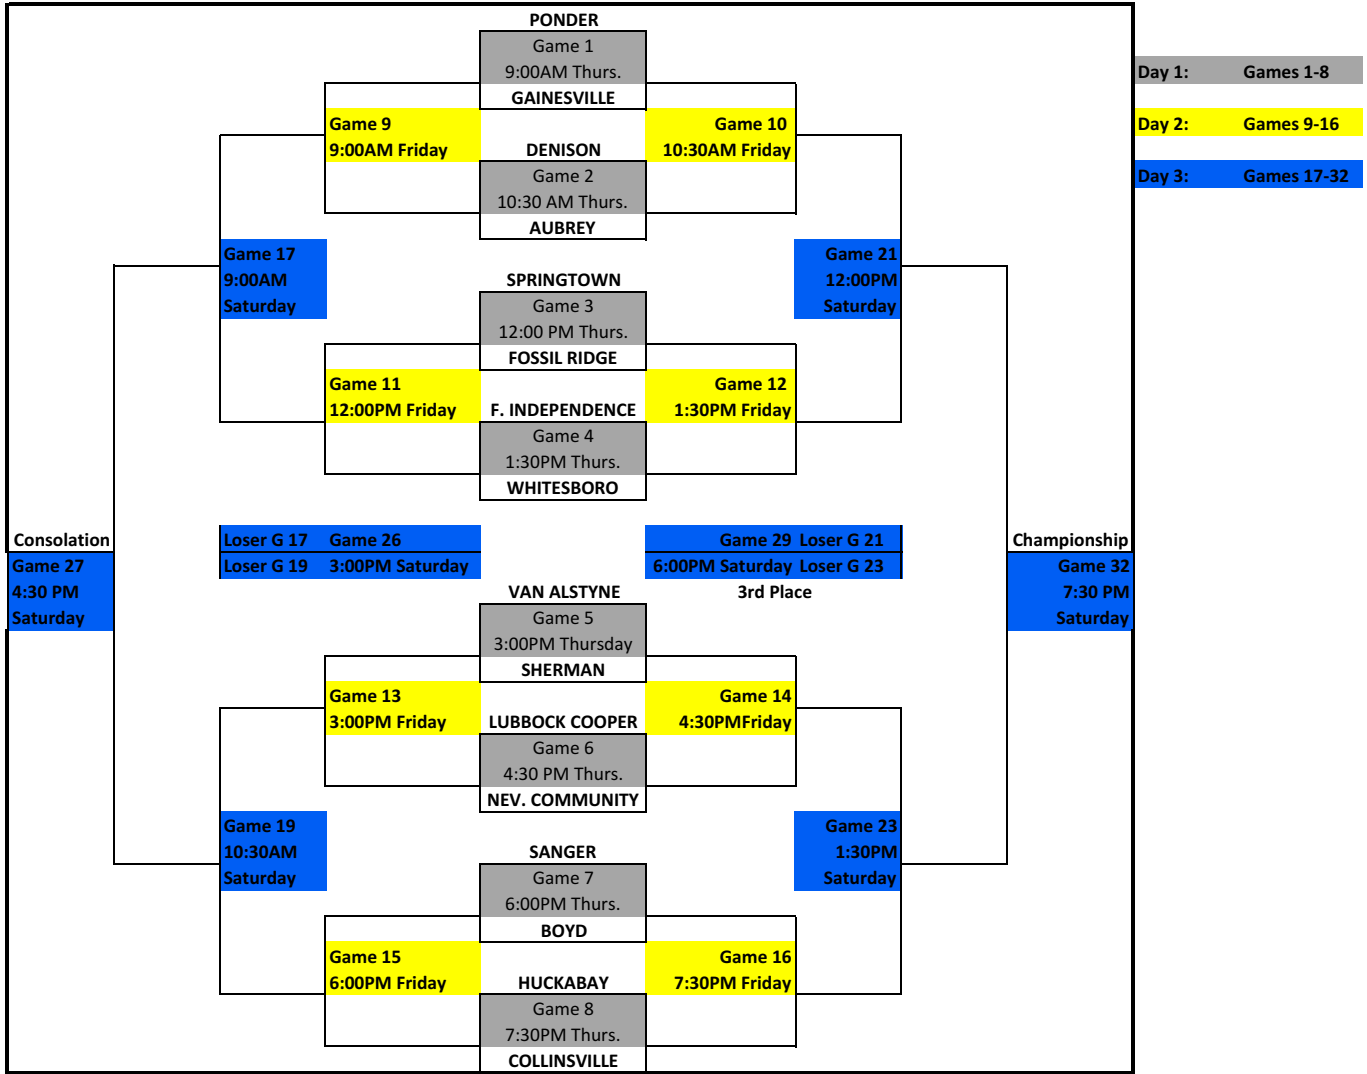 PONDER
Game 1
9:00AM Thurs.
GAINESVILLE
Day 1: Games 1-8
Game 9
9:00AM Friday
Game 10
10:30AM Friday
Day 2: Games 9-16
DENISON
Game 2
10:30 AM Thurs.
AUBREY
Day 3: Games 17-32
Game 17
9:00AM
Saturday
Game 21
12:00PM
Saturday
SPRINGTOWN
Game 3
12:00 PM Thurs.
FOSSIL RIDGE
Game 11
12:00PM Friday
Game 12
1:30PM Friday
F. INDEPENDENCE
Game 4
1:30PM Thurs.
WHITESBORO
Consolation
Game 27
4:30 PM
Saturday
Loser G 17 Game 26
Loser G 19 3:00PM Saturday
Game 29 Loser G 21
6:00PM Saturday Loser G 23
3rd Place
Championship
Game 32
7:30 PM
Saturday
VAN ALSTYNE
Game 5
3:00PM Thursday
SHERMAN
Game 13
3:00PM Friday
Game 14
4:30PMFriday
LUBBOCK COOPER
Game 6
4:30 PM Thurs.
NEV. COMMUNITY
Game 19
10:30AM
Saturday
Game 23
1:30PM
Saturday
SANGER
Game 7
6:00PM Thurs.
BOYD
Game 15
6:00PM Friday
Game 16
7:30PM Friday
HUCKABAY
Game 8
7:30PM Thurs.
COLLINSVILLE